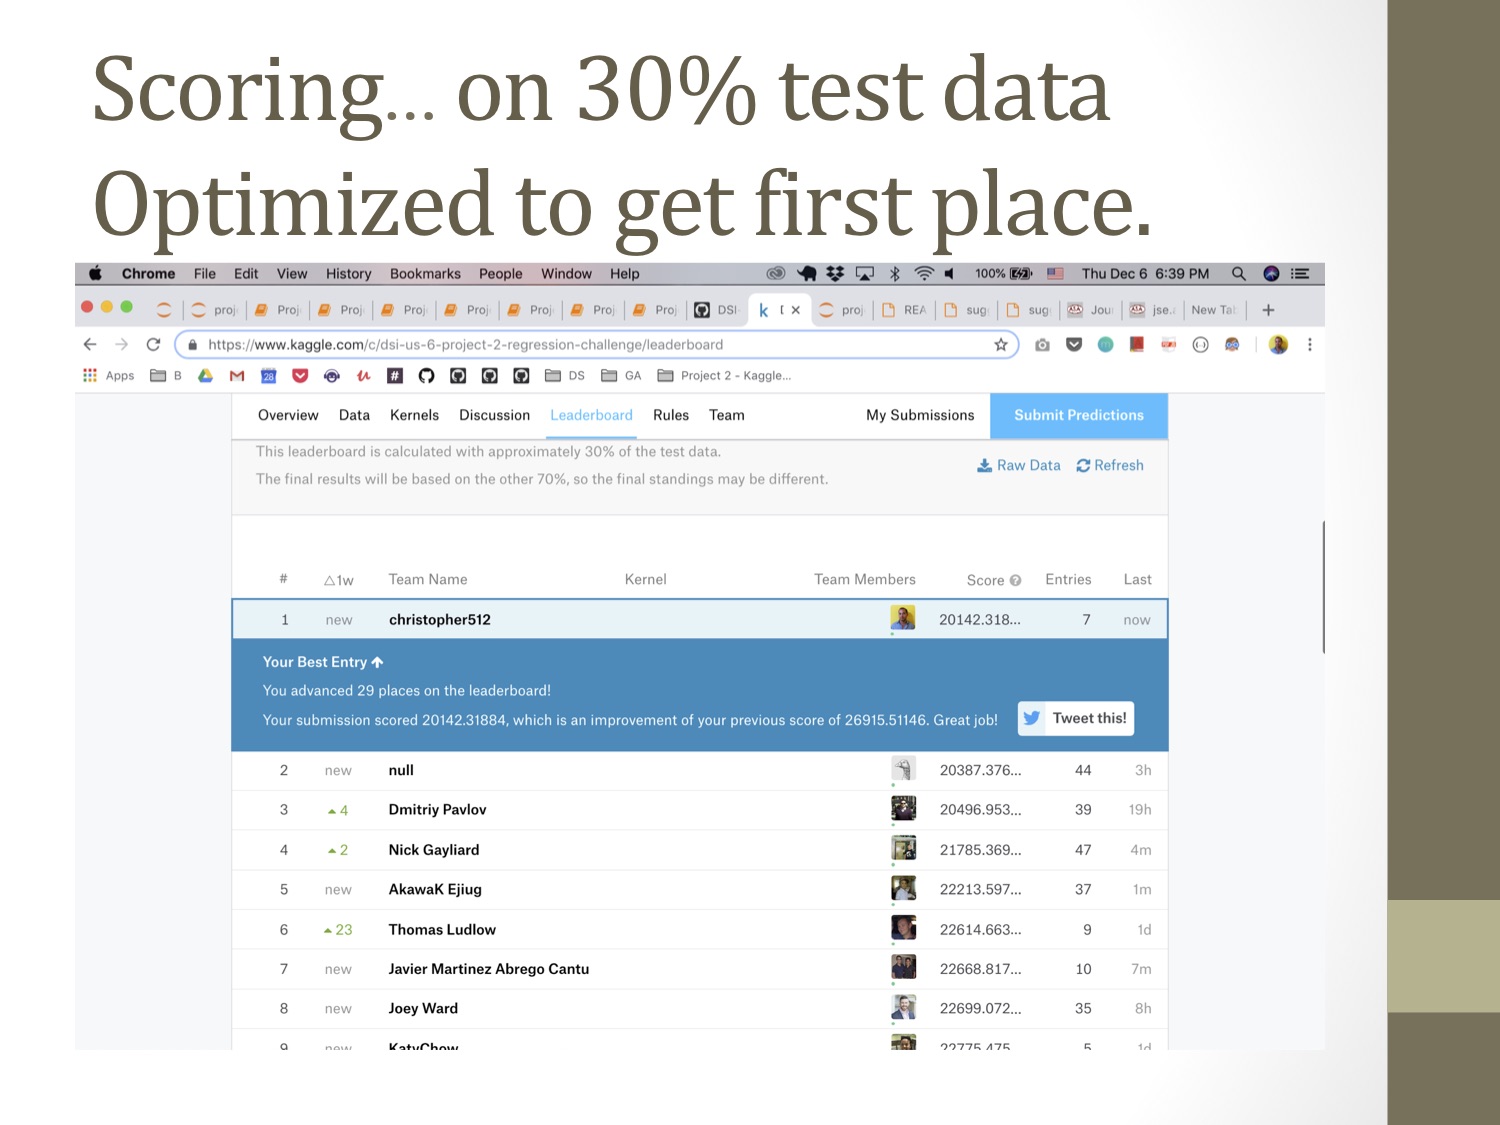 Scoring... on 30% test data
Optimized to get first place.
Chrome File Edit View History Bookmarks People Window Help 100% Thu Dec 6 6:39 PM
proj Proj Proj Proj Proj Proj Proj Proj DSI- k proj REA sug sug Jou jse. New Ta
https://www.kaggle.com/c/dsi-us-6-project-2-regression-challenge/leaderboard
Apps B 28 # DS GA Project 2 - Kaggle...
Overview Data Kernels Discussion Leaderboard Rules Team My Submissions Submit Predictions
This leaderboard is calculated with approximately 30% of the test data.
Raw Data Refresh
The final results will be based on the other 70%, so the final standings may be different.
# △1w Team Name Kernel Team Members Score Entries Last
1 new christopher512 20142.318... 7 now
Your Best Entry
You advanced 29 places on the leaderboard!
Your submission scored 20142.31884, which is an improvement of your previous score of 26915.51146. Great job! Tweet this!
2 new null 20387.376... 44 3h
3 4 Dmitriy Pavlov 20496.953... 39 19h
4 2 Nick Gayliard 21785.369... 47 4m
5 new AkawaK Ejiug 22213.597... 37 1m
6 23 Thomas Ludlow 22614.663... 9 1d
7 new Javier Martinez Abrego Cantu 22668.817... 10 7m
8 new Joey Ward 22699.072... 35 8h
9 new KatyChow 22775.475 5 1d